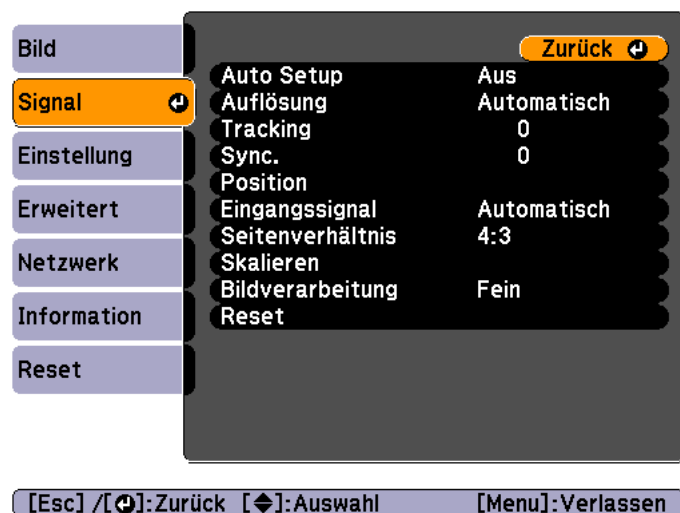 Bild
Signal
Einstellung
Erweitert
Netzwerk
Information
Reset
Zurück
Auto Setup Aus
Auflösung Automatisch
Tracking 0
Sync. 0
Position
Eingangssignal Automatisch
Seitenverhältnis 4:3
Skalieren
Bildverarbeitung Fein
Reset
[Esc] /[⏎]:Zurück [◆]:Auswahl [Menu]:Verlassen